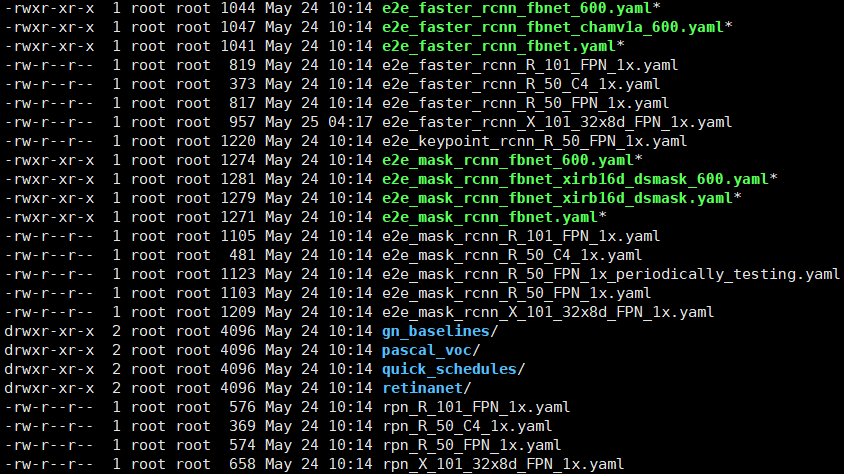 -rwxr-xr-x 1 root root 1044 May 24 10:14 e2e_faster_rcnn_fbnet_600.yaml*
-rwxr-xr-x 1 root root 1047 May 24 10:14 e2e_faster_rcnn_fbnet_chamv1a_600.yaml*
-rwxr-xr-x 1 root root 1041 May 24 10:14 e2e_faster_rcnn_fbnet.yaml*
-rw-r--r-- 1 root root 819 May 24 10:14 e2e_faster_rcnn_R_101_FPN_1x.yaml
-rw-r--r-- 1 root root 373 May 24 10:14 e2e_faster_rcnn_R_50_C4_1x.yaml
-rw-r--r-- 1 root root 817 May 24 10:14 e2e_faster_rcnn_R_50_FPN_1x.yaml
-rw-r--r-- 1 root root 957 May 25 04:17 e2e_faster_rcnn_X_101_32x8d_FPN_1x.yaml
-rw-r--r-- 1 root root 1220 May 24 10:14 e2e_keypoint_rcnn_R_50_FPN_1x.yaml
-rwxr-xr-x 1 root root 1274 May 24 10:14 e2e_mask_rcnn_fbnet_600.yaml*
-rwxr-xr-x 1 root root 1281 May 24 10:14 e2e_mask_rcnn_fbnet_xirb16d_dsmask_600.yaml*
-rwxr-xr-x 1 root root 1279 May 24 10:14 e2e_mask_rcnn_fbnet_xirb16d_dsmask.yaml*
-rwxr-xr-x 1 root root 1271 May 24 10:14 e2e_mask_rcnn_fbnet.yaml*
-rw-r--r-- 1 root root 1105 May 24 10:14 e2e_mask_rcnn_R_101_FPN_1x.yaml
-rw-r--r-- 1 root root 481 May 24 10:14 e2e_mask_rcnn_R_50_C4_1x.yaml
-rw-r--r-- 1 root root 1123 May 24 10:14 e2e_mask_rcnn_R_50_FPN_1x_periodically_testing.yaml
-rw-r--r-- 1 root root 1103 May 24 10:14 e2e_mask_rcnn_R_50_FPN_1x.yaml
-rw-r--r-- 1 root root 1209 May 24 10:14 e2e_mask_rcnn_X_101_32x8d_FPN_1x.yaml
drwxr-xr-x 2 root root 4096 May 24 10:14 gn_baselines/
drwxr-xr-x 2 root root 4096 May 24 10:14 pascal_voc/
drwxr-xr-x 2 root root 4096 May 24 10:14 quick_schedules/
drwxr-xr-x 2 root root 4096 May 24 10:14 retinanet/
-rw-r--r-- 1 root root 576 May 24 10:14 rpn_R_101_FPN_1x.yaml
-rw-r--r-- 1 root root 369 May 24 10:14 rpn_R_50_C4_1x.yaml
-rw-r--r-- 1 root root 574 May 24 10:14 rpn_R_50_FPN_1x.yaml
-rw-r--r-- 1 root root 658 May 24 10:14 rpn_X_101_32x8d_FPN_1x.yaml